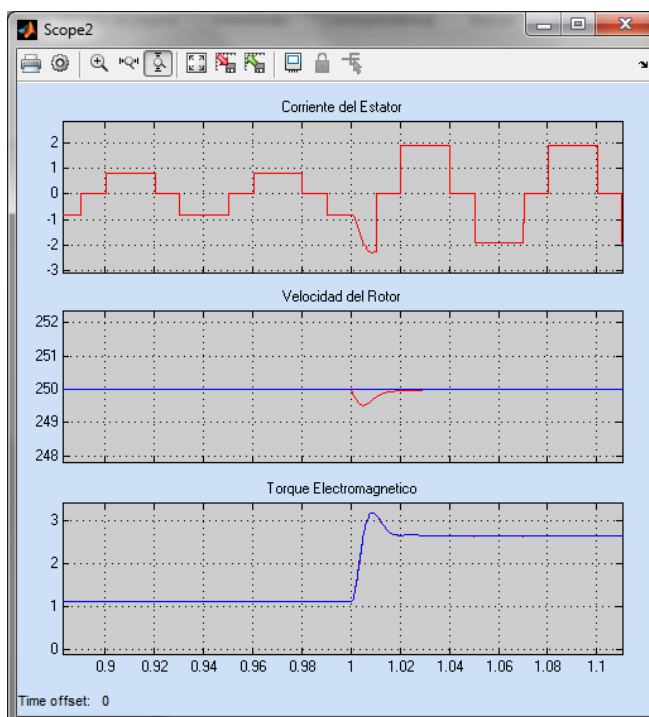 Scope2
Corriente del Estator
2
1
0
-1
-2
-3
Velocidad del Rotor
252
251
250
249
248
Torque Electromagnetico
3
2
1
0
0.9 0.92 0.94 0.96 0.98 1 1.02 1.04 1.06 1.08 1.1
Time offset: 0